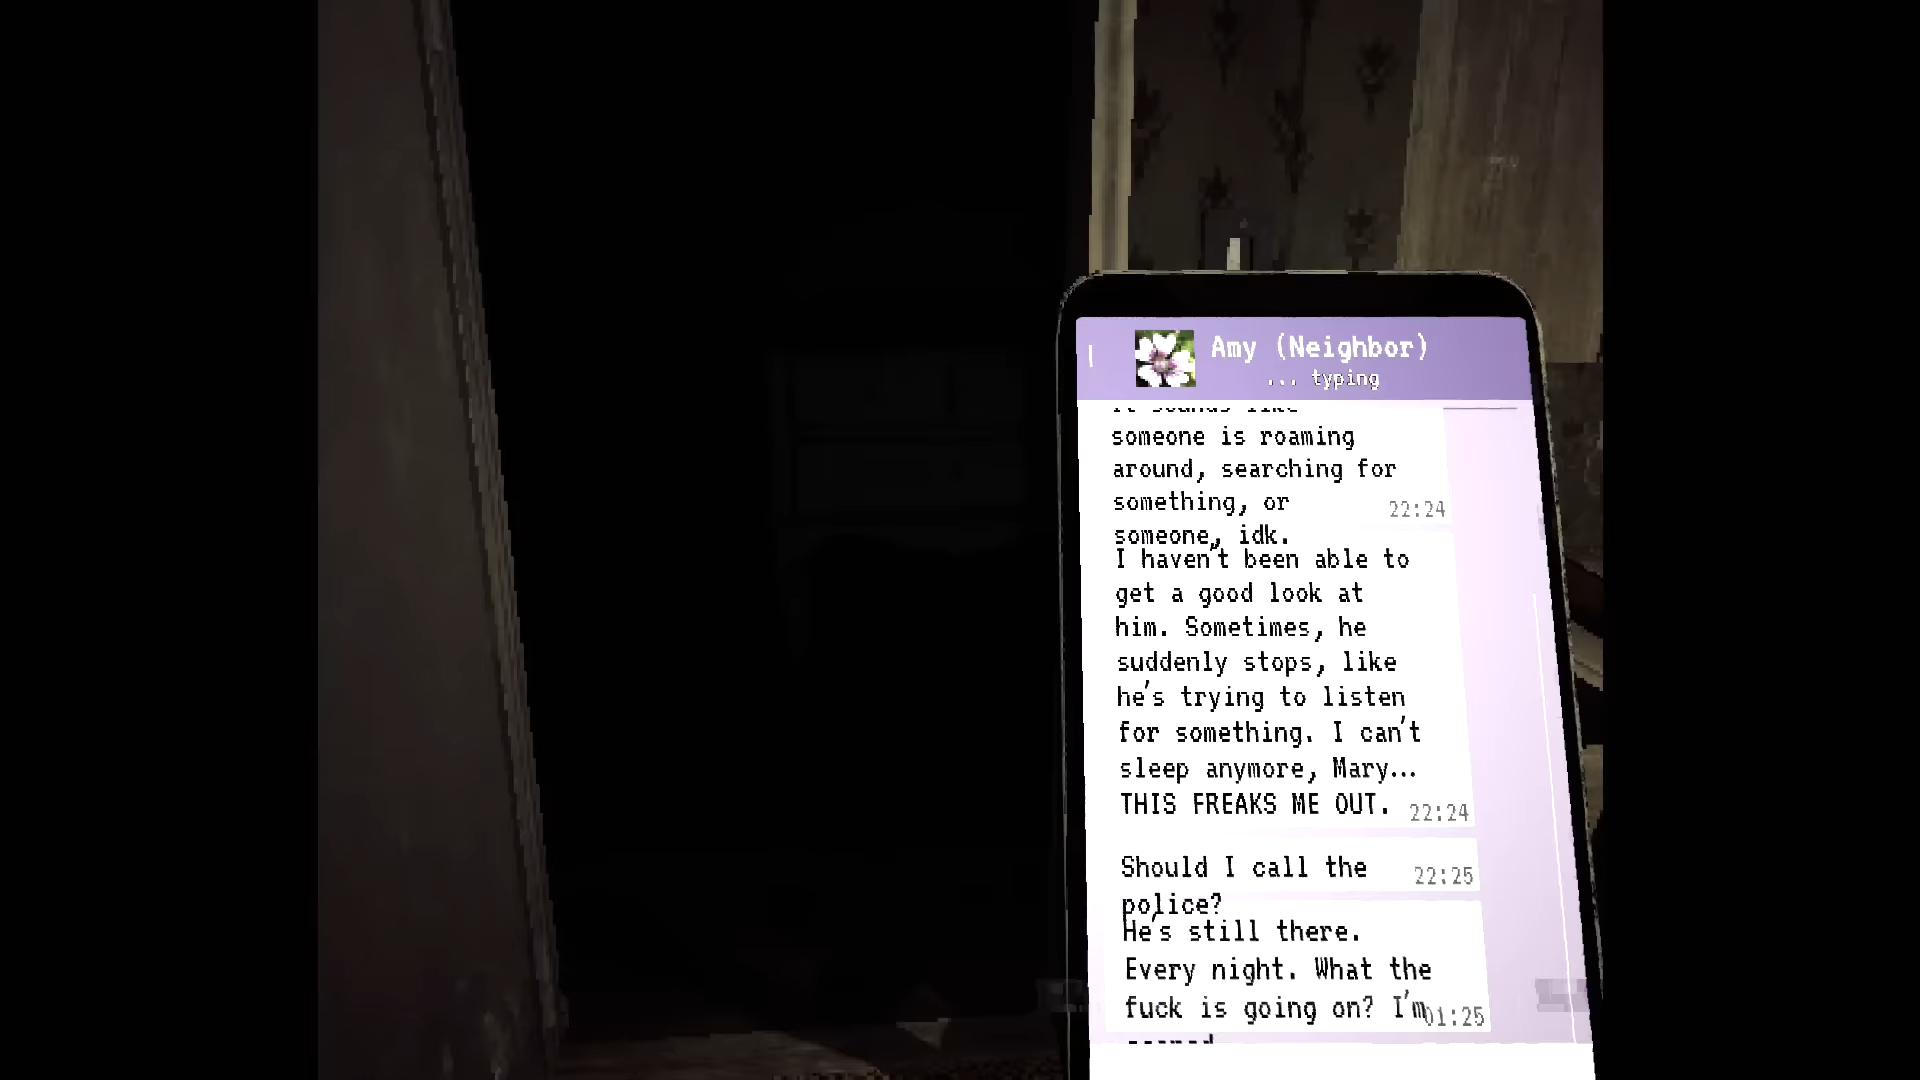 Amy (Neighbor)
... typing
it sounds like
someone is roaming
around, searching for
something, or
22:24
someone, idk.
I haven't been able to
get a good look at
him. Sometimes, he
suddenly stops, like
he's trying to listen
for something. I can't
sleep anymore, Mary...
THIS FREAKS ME OUT.
22:24
Should I call the
22:25
police?
He's still there.
Every night. What the
fuck is going on? I'm
01:25